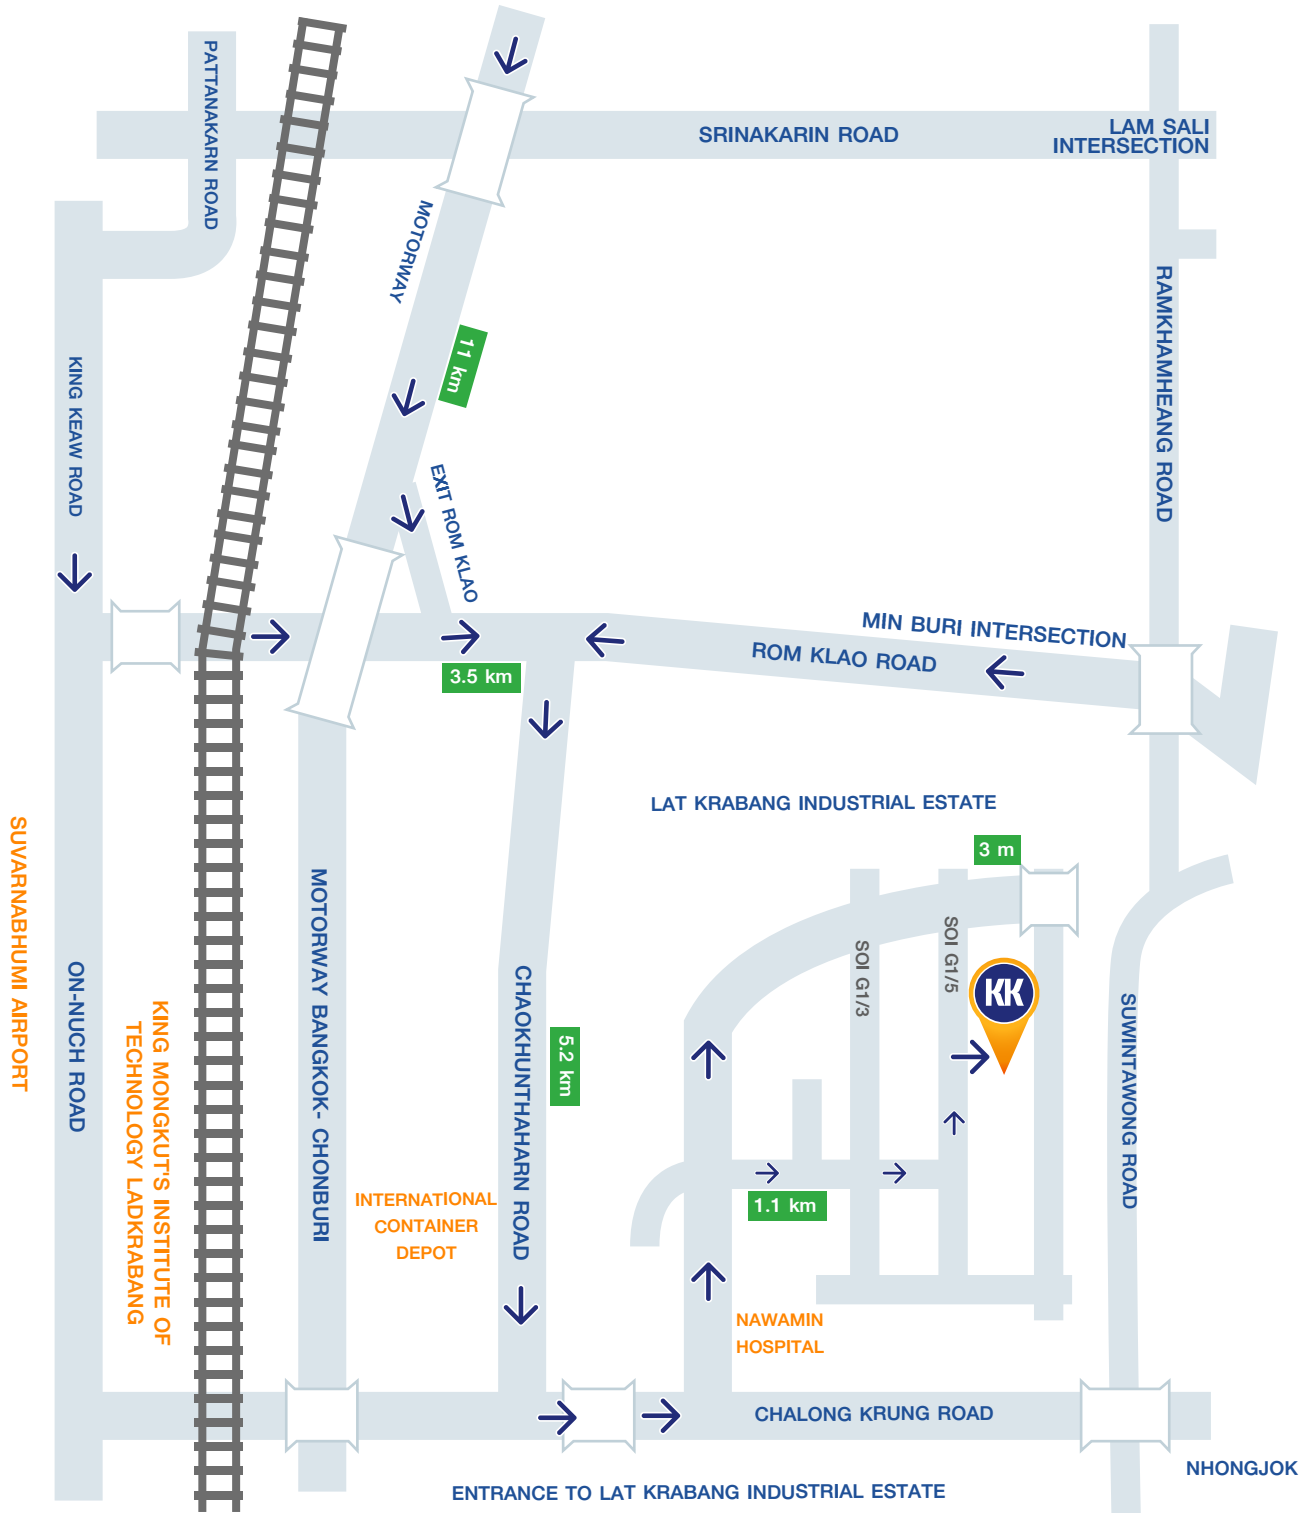 PATTANAKARN ROAD
SRINAKARIN ROAD
LAM SALI
INTERSECTION
MOTORWAY
11 km
KING KEAW ROAD
RAMKHAMHEANG ROAD
EXIT ROM KLAO
MIN BURI INTERSECTION
ROM KLAO ROAD
3.5 km
LAT KRABANG INDUSTRIAL ESTATE
3 m
SUVARNABHUMI AIRPORT
ON-NUCH ROAD
KING MONGKUT'S INSTITUTE OF
TECHNOLOGY LADKRABANG
MOTORWAY BANGKOK- CHONBURI
CHAOKHUNTHAHARN ROAD
5.2 km
SOI G1/3
SOI G1/5
KK
SUWINTAWONG ROAD
INTERNATIONAL
CONTAINER
DEPOT
1.1 km
NAWAMIN
HOSPITAL
CHALONG KRUNG ROAD
NHONGJOK
ENTRANCE TO LAT KRABANG INDUSTRIAL ESTATE